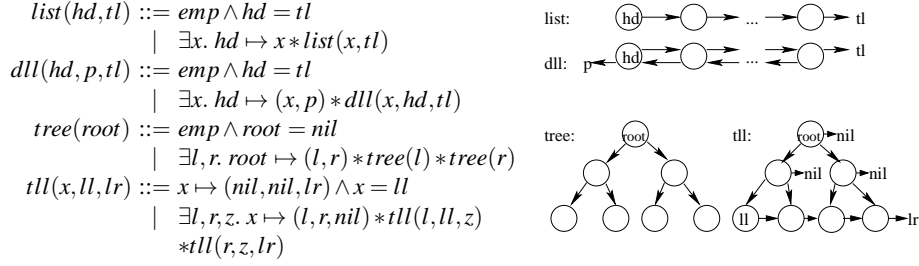 list(hd,tl) ::= emp ∧ hd = tl
| ∃x. hd ↦ x ∗ list(x,tl)
dll(hd,p,tl) ::= emp ∧ hd = tl
| ∃x. hd ↦ (x,p) ∗ dll(x,hd,tl)
tree(root) ::= emp ∧ root = nil
| ∃l,r. root ↦ (l,r) ∗ tree(l) ∗ tree(r)
tll(x,ll,lr) ::= x ↦ (nil,nil,lr) ∧ x = ll
| ∃l,r,z. x ↦ (l,r,nil) ∗ tll(l,ll,z)
∗tll(r,z,lr)
list: hd ... tl
dll: p hd ... tl
tree: root
tll: root nil
nil nil
ll lr